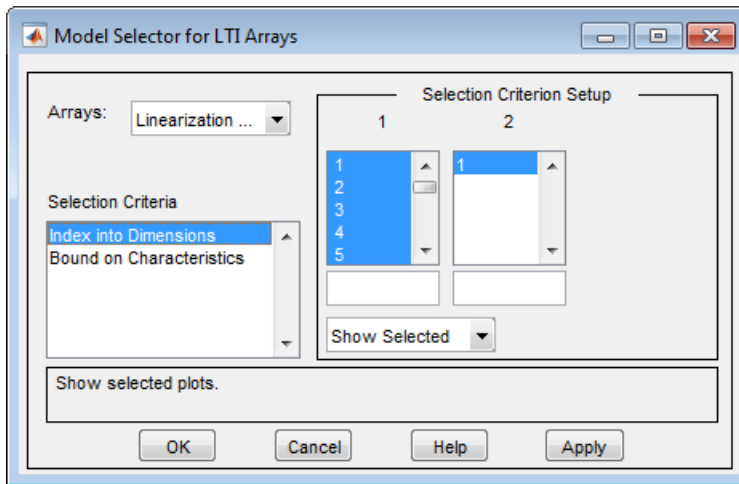 Model Selector for LTI Arrays
Arrays:
Linearization ...
Selection Criteria
Index into Dimensions
Bound on Characteristics
Selection Criterion Setup
1 2
1 1
2
3
4
5
Show Selected
Show selected plots.
OK Cancel Help Apply